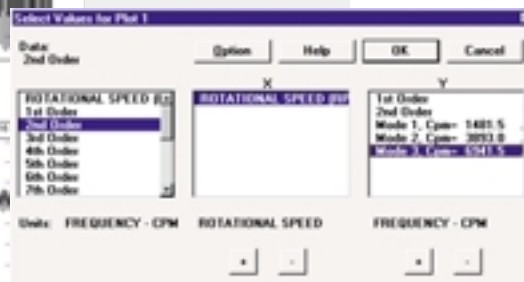 Select Values for Plot 1
Data:
2nd Order
Option Help OK Cancel
X Y
ROTATIONAL SPEED
1st Order
2nd Order
3rd Order
4th Order
5th Order
6th Order
7th Order
ROTATIONAL SPEED
1st Order
2nd Order
Mode 1, Cpm= 1481.5
Mode 2, Cpm= 3893.0
Mode 3, Cpm= 6941.5
Units: FREQUENCY - CPM ROTATIONAL SPEED FREQUENCY - CPM
+ - + -